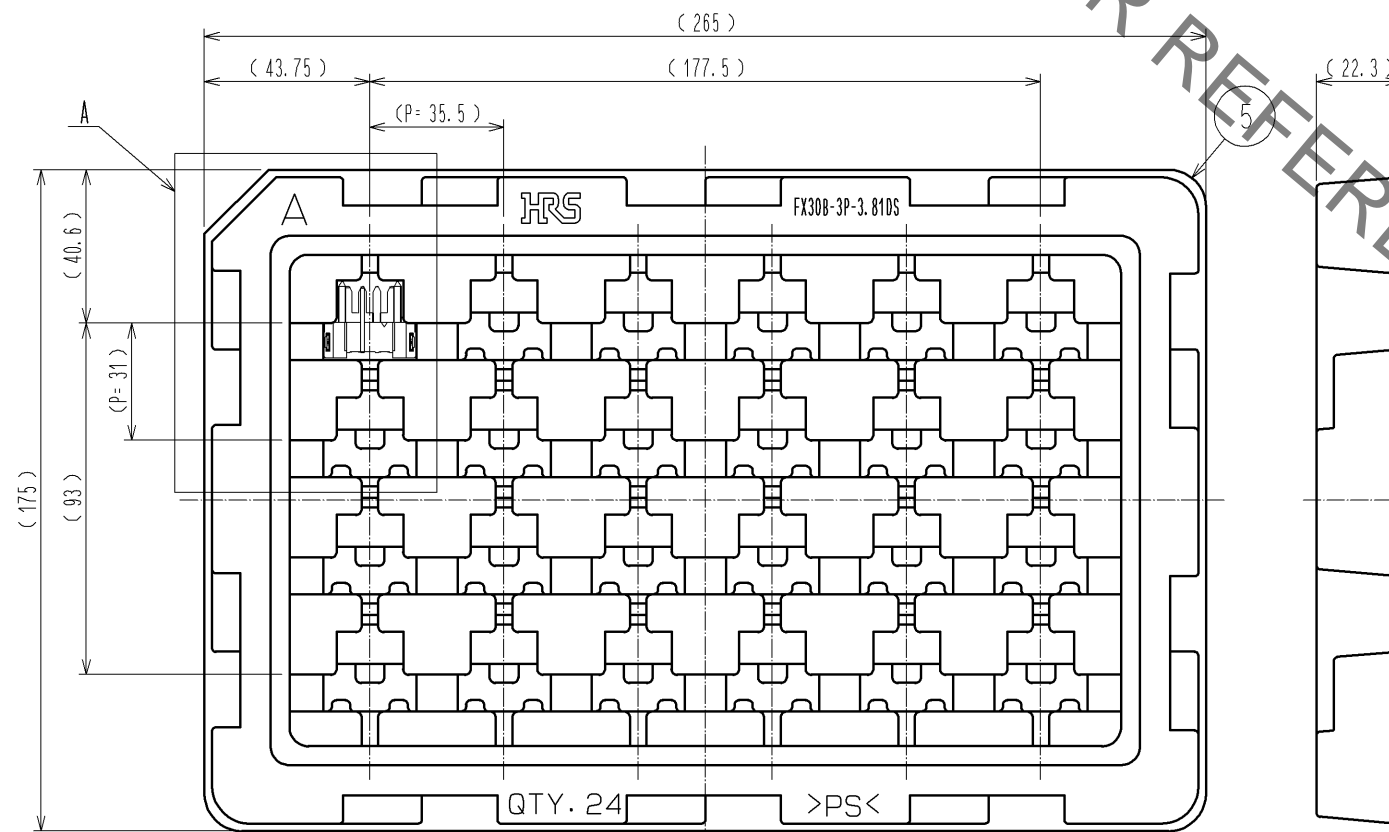 ( 265 )
( 43.75 )
( 177.5 )
( 22.3 )
(P= 35.5 )
A
5
A
HRS
FX30B-3P-3.81DS
( 40.6 )
(P= 31)
( 93 )
( 175 )
QTY. 24
>PS<
R REFERE